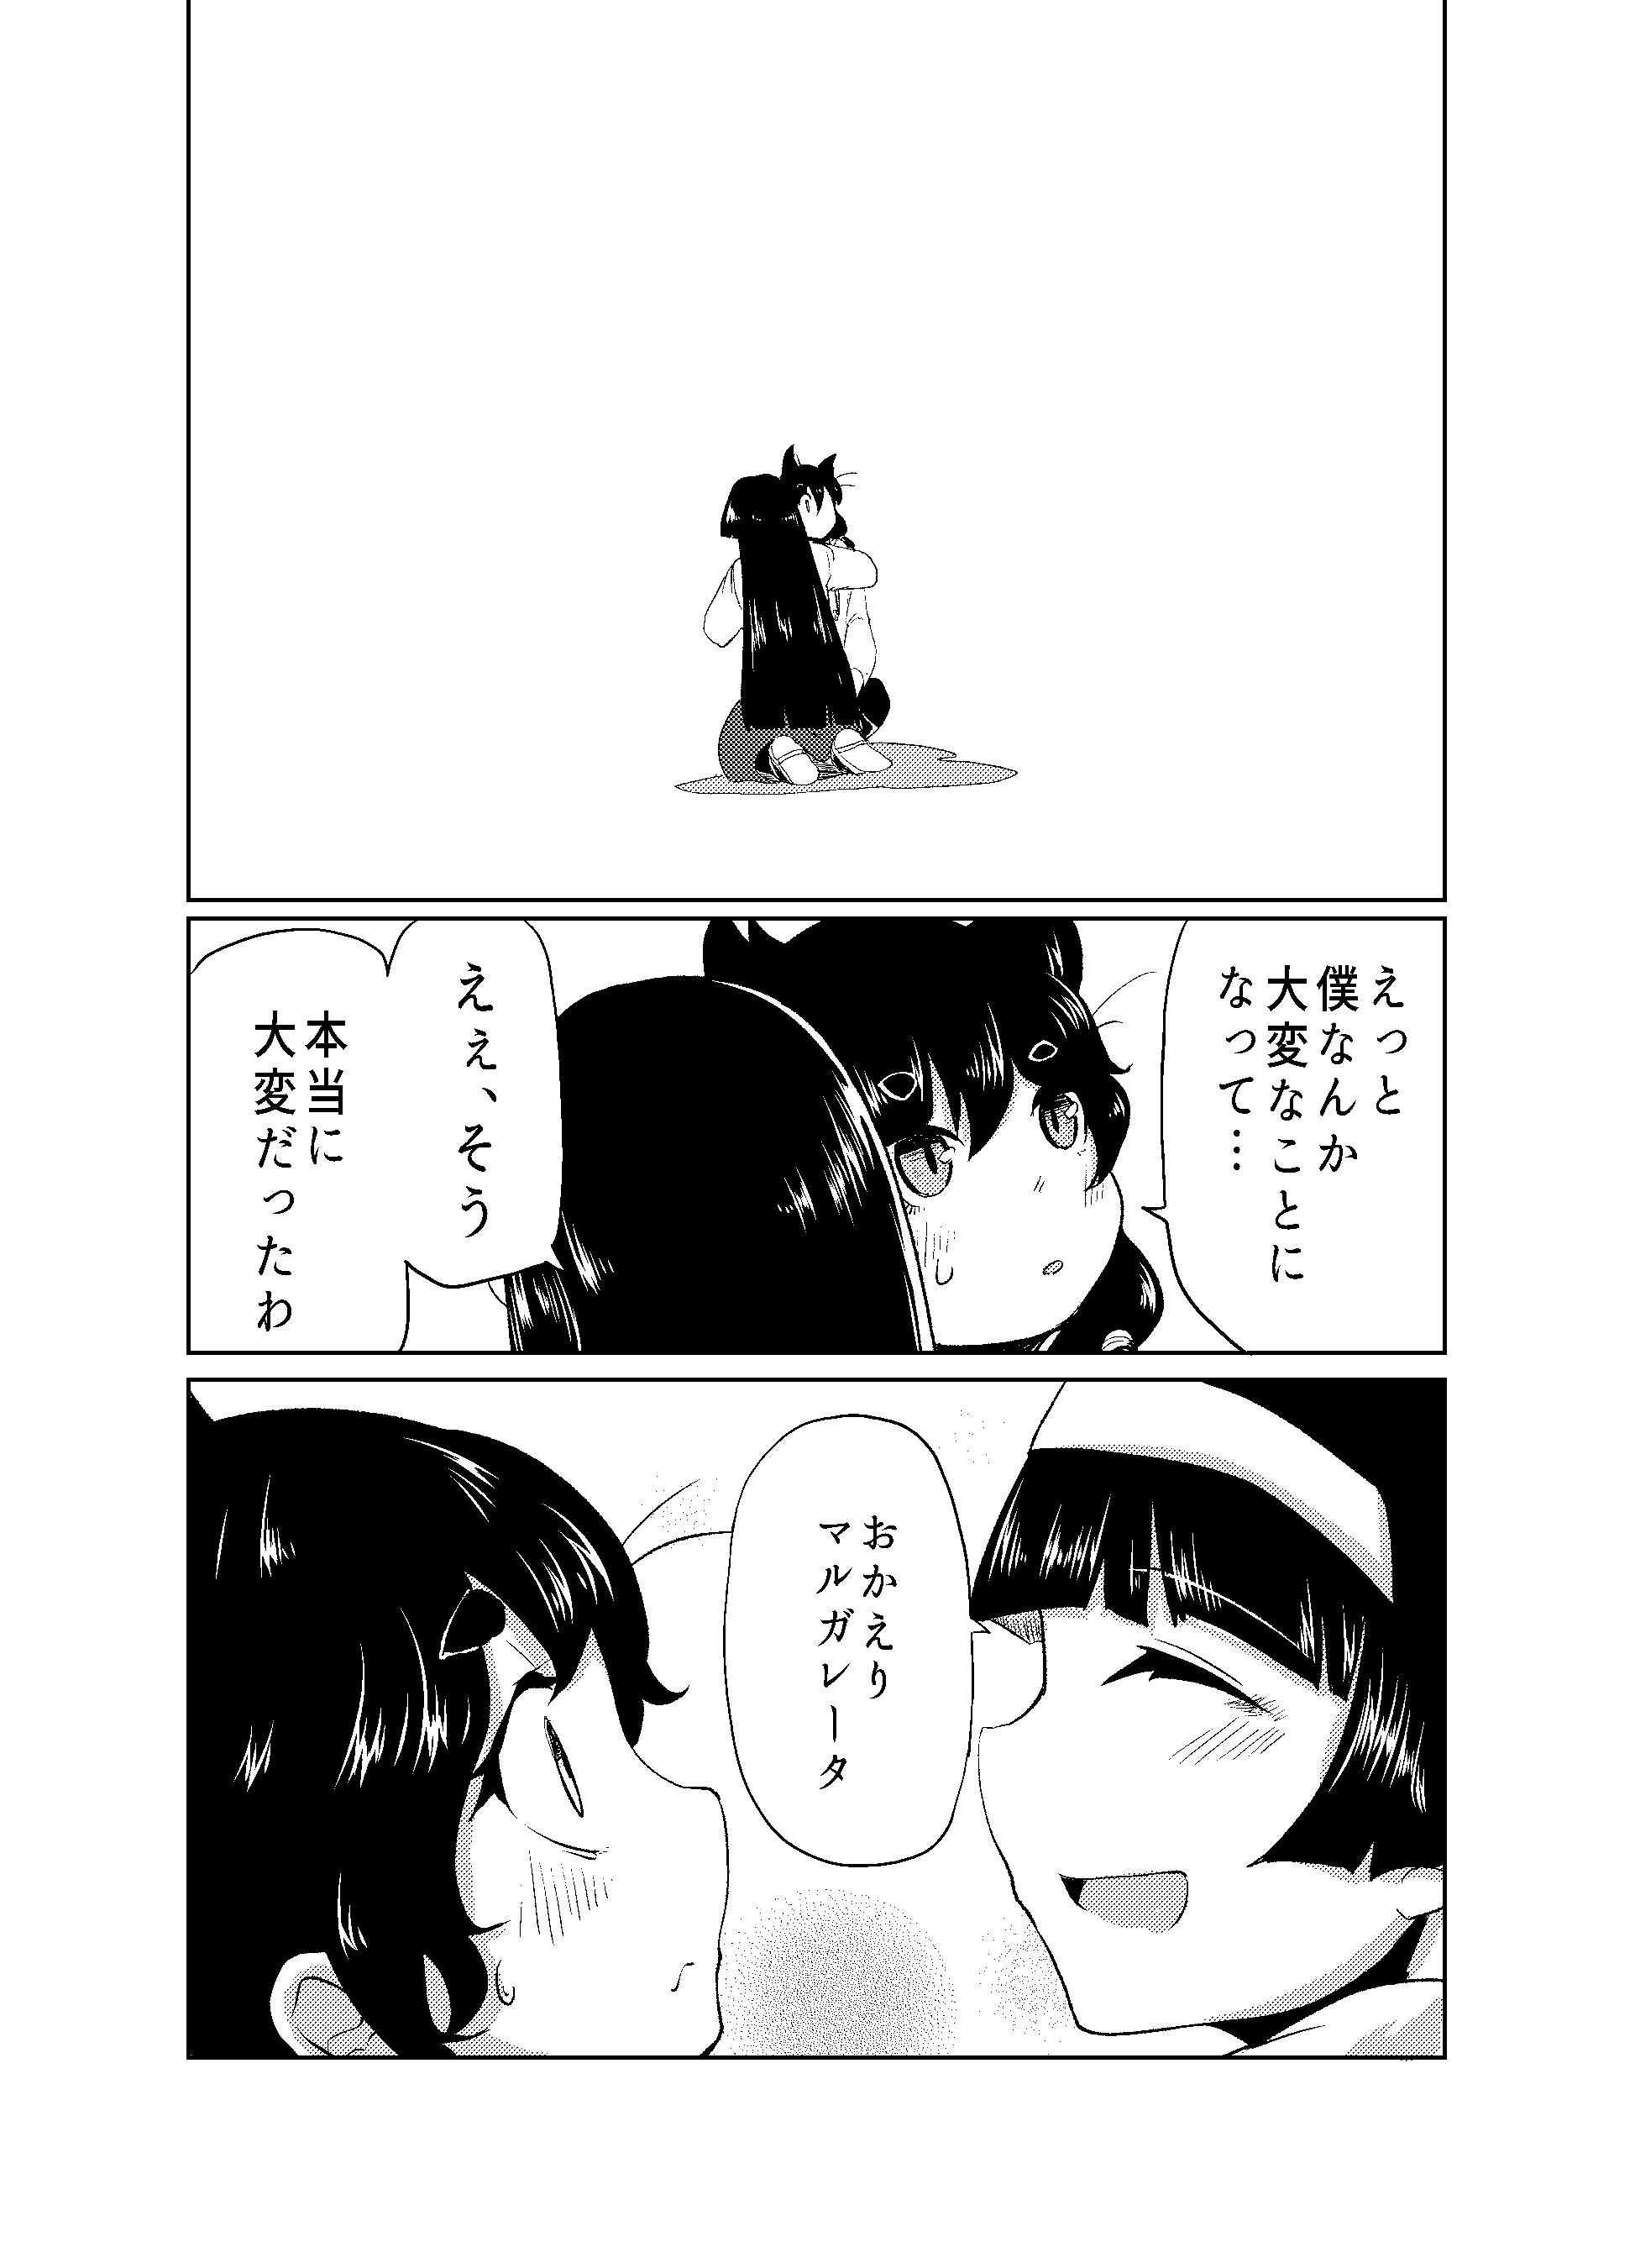 えっと
僕なんか
大変なことに
なって…
ええ、そう
本当に
大変だったわ
おかえり
マルガレータ